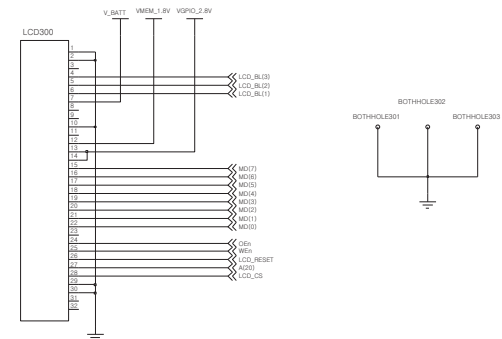 V_BATT VMEM_1.8V VGPIO_2.8V
LCD300
1
2
3
4 LCD_BL(3)
5 LCD_BL(2)
6 LCD_BL(1)
7
8
9
10
11
12
13
14
15 MD(7)
16 MD(6)
17 MD(5)
18 MD(4)
19 MD(3)
20 MD(2)
21 MD(1)
22 MD(0)
23
24 OEn
25 WEn
26 LCD_RESET
27 A(20)
28 LCD_CS
29
30
31
32
BOTHHOLE302
BOTHHOLE301 BOTHHOLE303